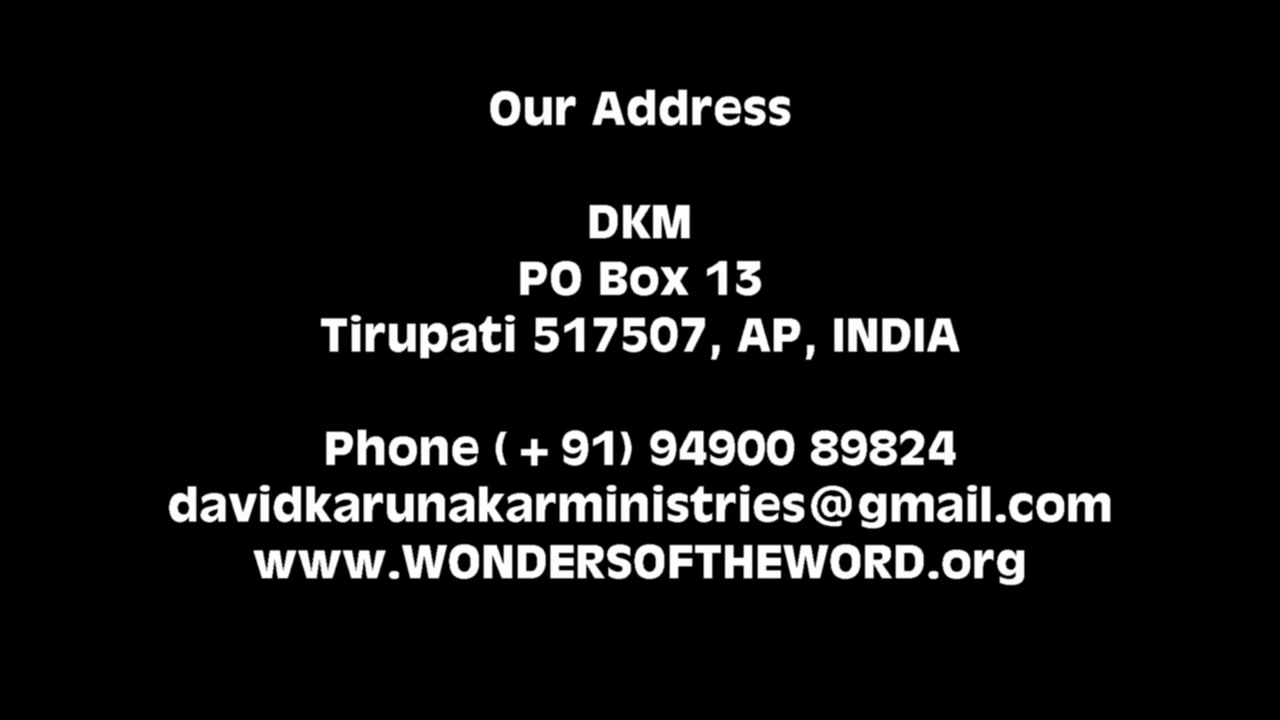 Our Address
DKM
PO Box 13
Tirupati 517507, AP, INDIA
Phone (+91) 94900 89824
davidkarunakarministries@gmail.com
www.WONDERSOFTHEWORD.org